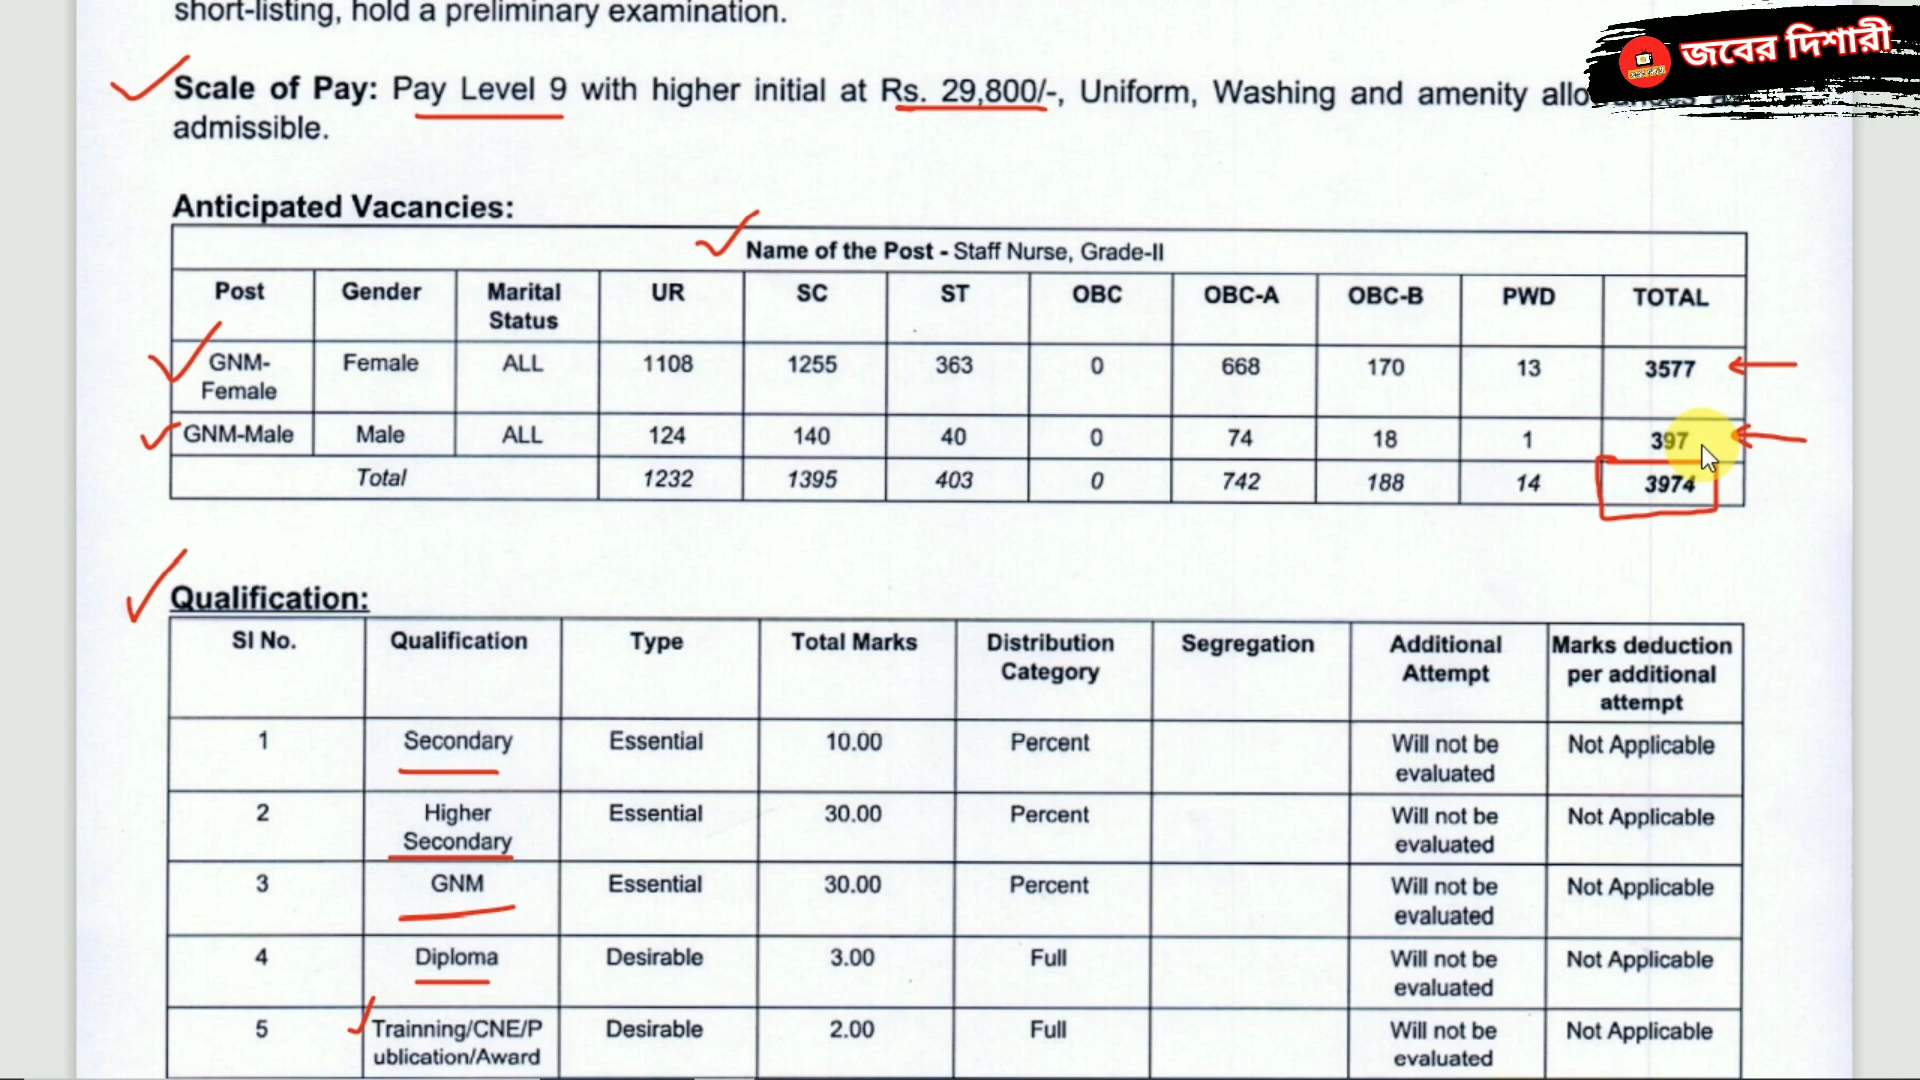 short-listing, hold a preliminary examination.
জবের দিশারী
Scale of Pay: Pay Level 9 with higher initial at Rs. 29,800/-, Uniform, Washing and amenity
admissible.
Anticipated Vacancies:
Name of the Post - Staff Nurse, Grade-II
Post Gender Marital Status UR SC ST OBC OBC-A OBC-B PWD TOTAL
GNM-Female Female ALL 1108 1255 363 0 668 170 13 3577
GNM-Male Male ALL 124 140 40 0 74 18 1 397
Total 1232 1395 403 0 742 188 14 3974
Qualification:
Sl No. Qualification Type Total Marks Distribution Category Segregation Additional Attempt Marks deduction per additional attempt
1 Secondary Essential 10.00 Percent Will not be evaluated Not Applicable
2 Higher Secondary Essential 30.00 Percent Will not be evaluated Not Applicable
3 GNM Essential 30.00 Percent Will not be evaluated Not Applicable
4 Diploma Desirable 3.00 Full Will not be evaluated Not Applicable
5 Trainning/CNE/Publication/Award Desirable 2.00 Full Will not be evaluated Not Applicable